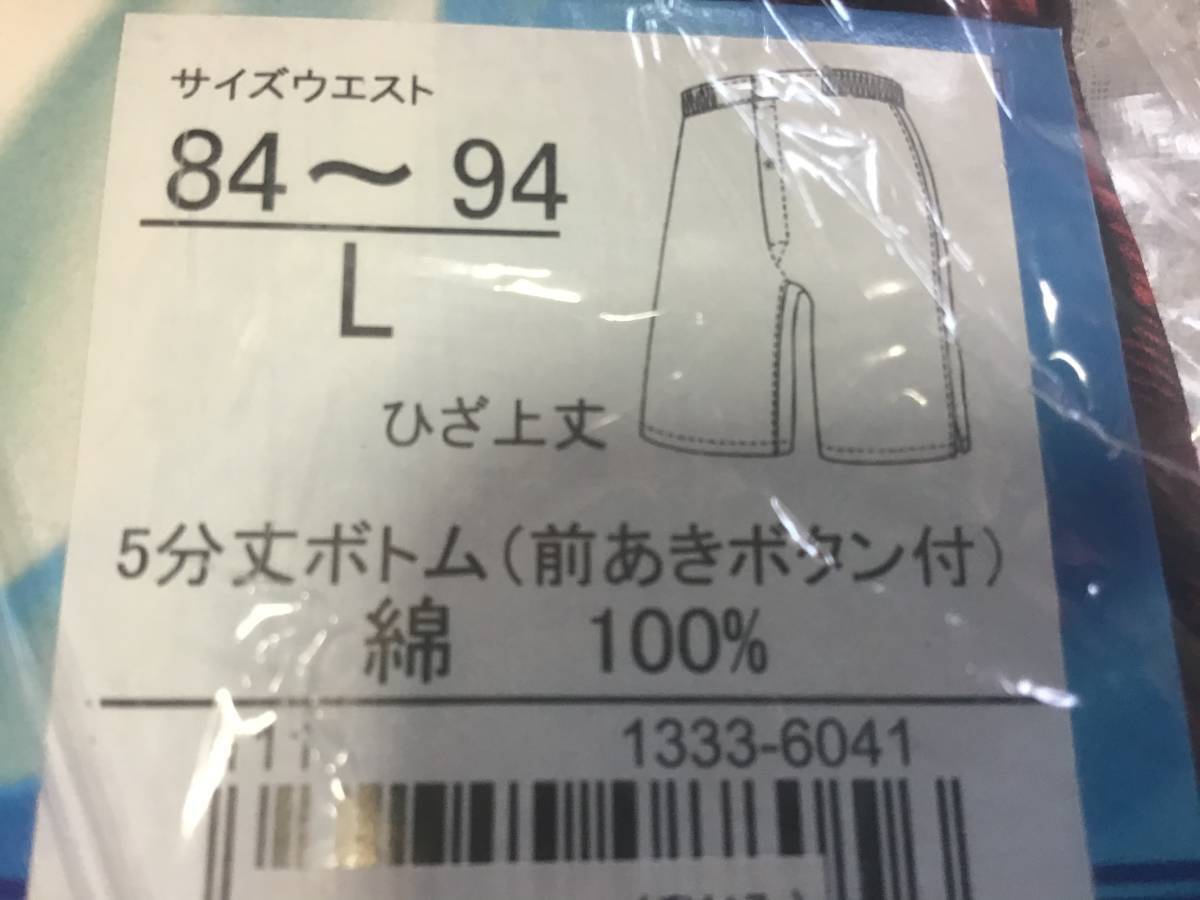 サイズウエスト
84〜94
L
ひざ上丈
5分丈ボトム(前あきボタン付)
綿 100%
111 1333-6041